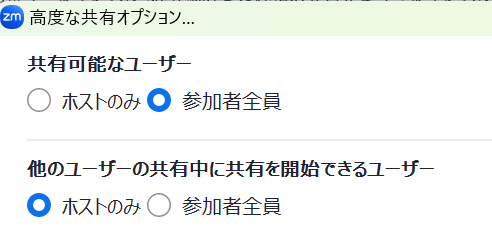 zm 高度な共有オプション...
共有可能なユーザー
ホストのみ 参加者全員
他のユーザーの共有中に共有を開始できるユーザー
ホストのみ 参加者全員